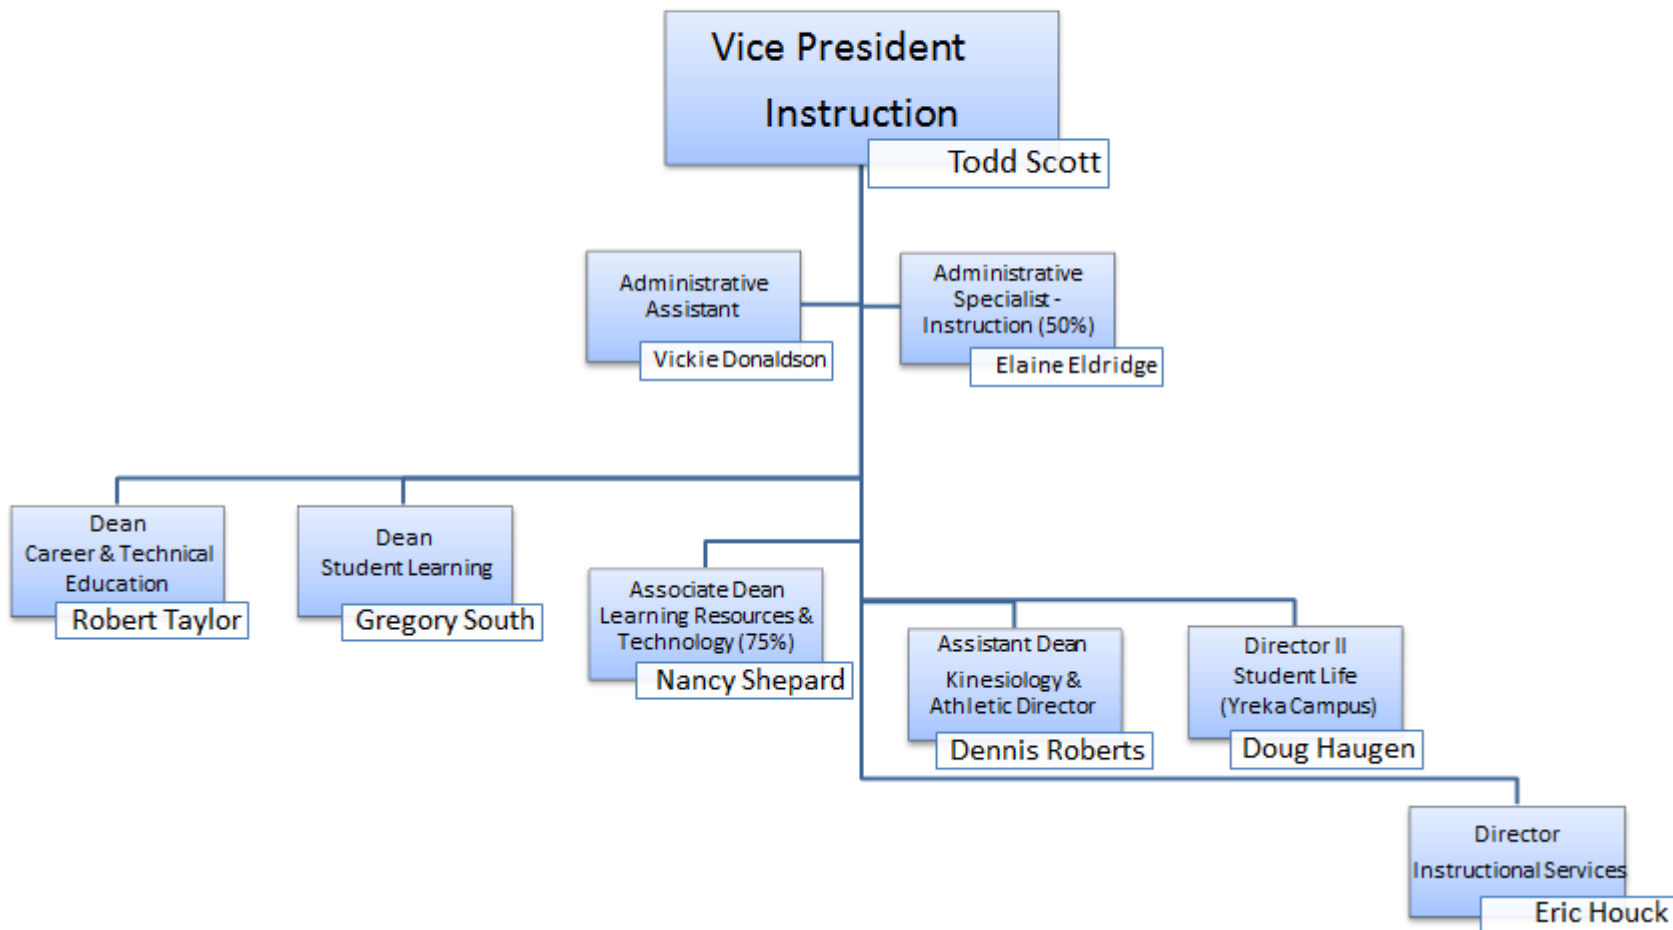 Vice President
Instruction
Todd Scott
Administrative
Assistant
Vickie Donaldson
Administrative
Specialist -
Instruction (50%)
Elaine Eldridge
Dean
Career & Technical
Education
Robert Taylor
Dean
Student Learning
Gregory South
Associate Dean
Learning Resources &
Technology (75%)
Nancy Shepard
Assistant Dean
Kinesiology &
Athletic Director
Dennis Roberts
Director II
Student Life
(Yreka Campus)
Doug Haugen
Director
Instructional Services
Eric Houck